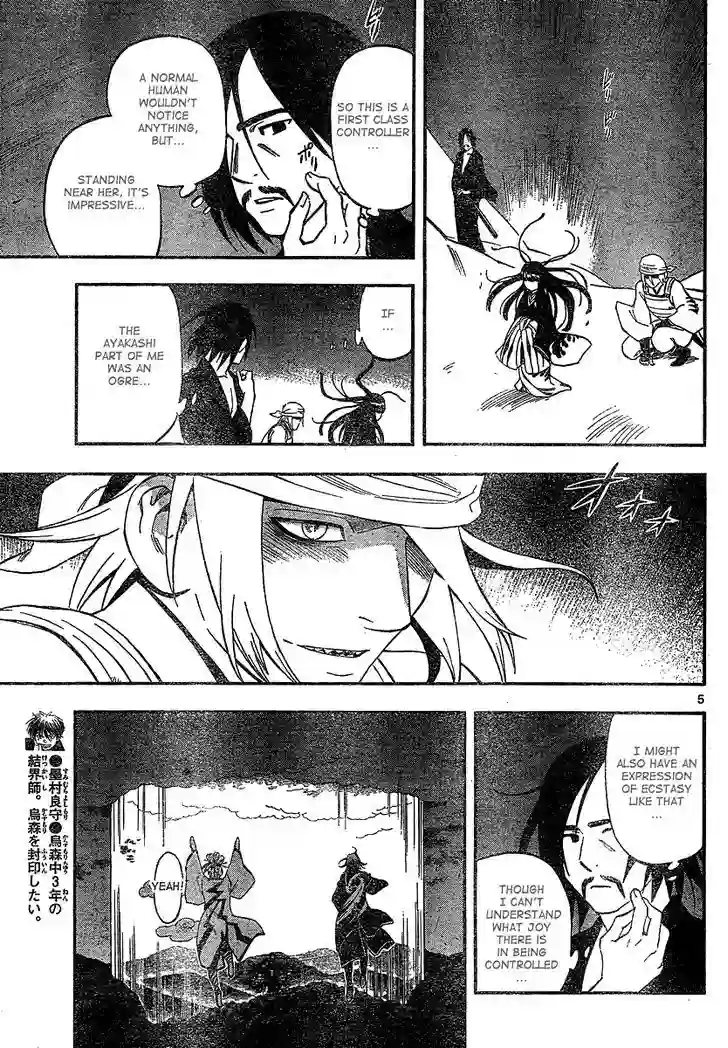 SO THIS IS A
FIRST CLASS
CONTROLLER
...
A NORMAL
HUMAN
WOULDN'T
NOTICE
ANYTHING,
BUT...
STANDING
NEAR HER, IT'S
IMPRESSIVE...
IF
...
THE
AYAKASHI
PART OF ME
WAS AN
OGRE...
5
I MIGHT
ALSO HAVE AN
EXPRESSION
OF ECSTASY
LIKE THAT
...
THOUGH
I CAN'T
UNDERSTAND
WHAT JOY
THERE
IS IN
BEING
CONTROLLED
...
YEAH!
墨村良守 烏森中3年の
結界師。烏森を封印したい。